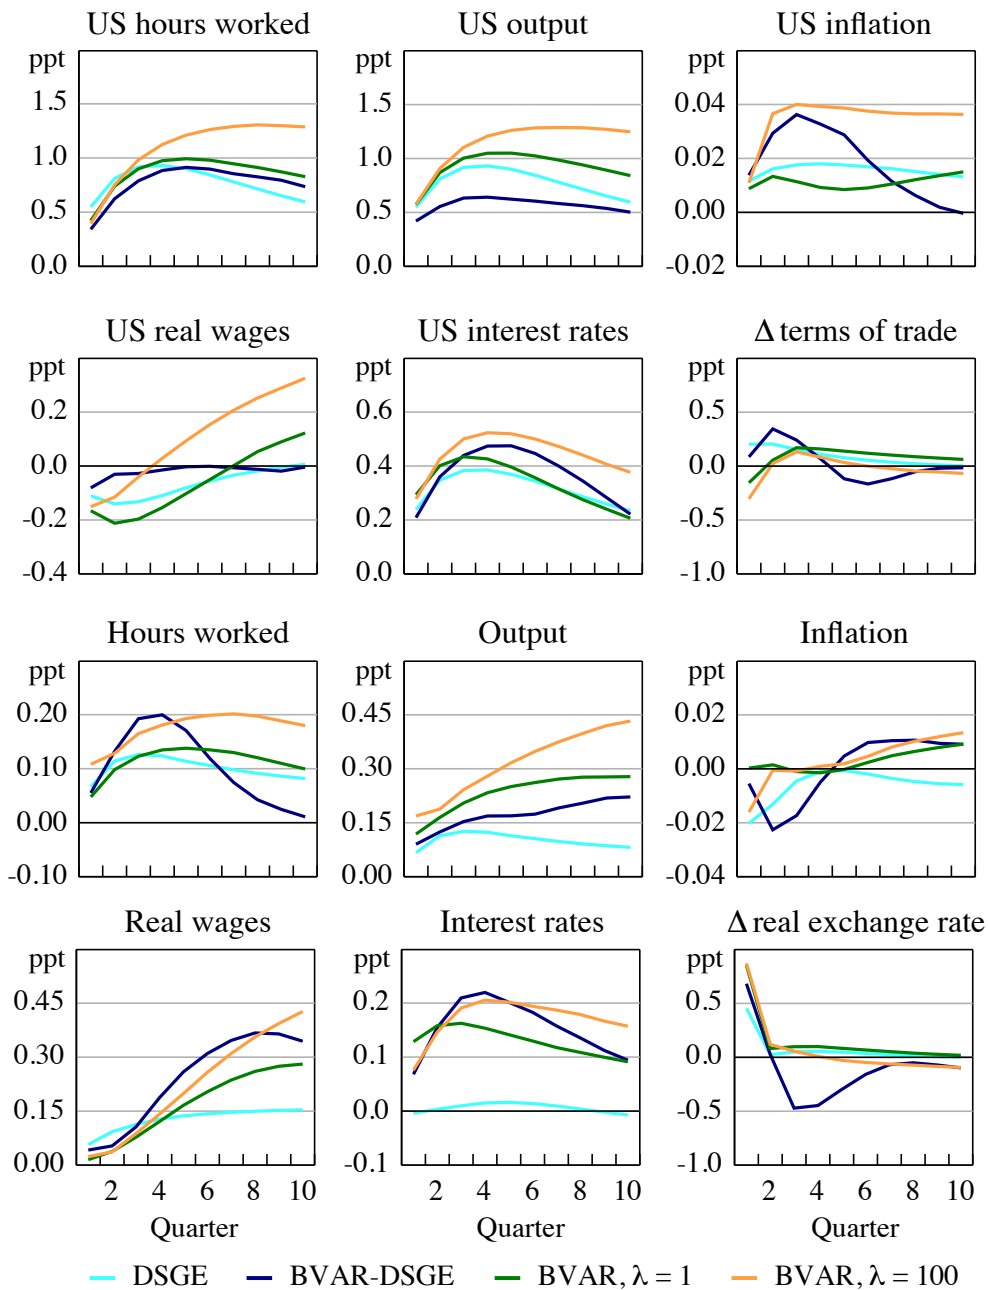 US hours worked US output US inflation
ppt ppt ppt
1.5 1.5 0.04
1.0 1.0 0.02
0.5 0.5 0.00
0.0 0.0 -0.02
US real wages US interest rates Δ terms of trade
ppt ppt ppt
0.2 0.6 0.5
0.0 0.4 0.0
-0.2 0.2 -0.5
-0.4 0.0 -1.0
Hours worked Output Inflation
ppt ppt ppt
0.20 0.45 0.02
0.10 0.30 0.00
0.00 0.15 -0.02
-0.10 0.00 -0.04
Real wages Interest rates Δ real exchange rate
ppt ppt ppt
0.45 0.2 0.5
0.30 0.1 0.0
0.15 0.0 -0.5
0.00 -0.1 -1.0
2 4 6 8 10 2 4 6 8 10 2 4 6 8 10
Quarter Quarter Quarter
DSGE BVAR-DSGE BVAR, λ = 1 BVAR, λ = 100